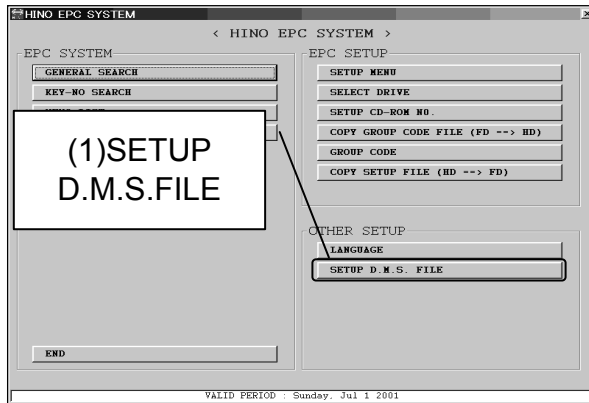 HINO EPC SYSTEM
< HINO EPC SYSTEM >
EPC SYSTEM
GENERAL SEARCH
KEY-NO SEARCH
(1)SETUP
D.M.S.FILE
END
EPC SETUP
SETUP MENU
SELECT DRIVE
SETUP CD-ROM NO.
COPY GROUP CODE FILE (FD --> HD)
GROUP CODE
COPY SETUP FILE (HD --> FD)
OTHER SETUP
LANGUAGE
SETUP D.M.S. FILE
VALID PERIOD : Sunday, Jul 1 2001